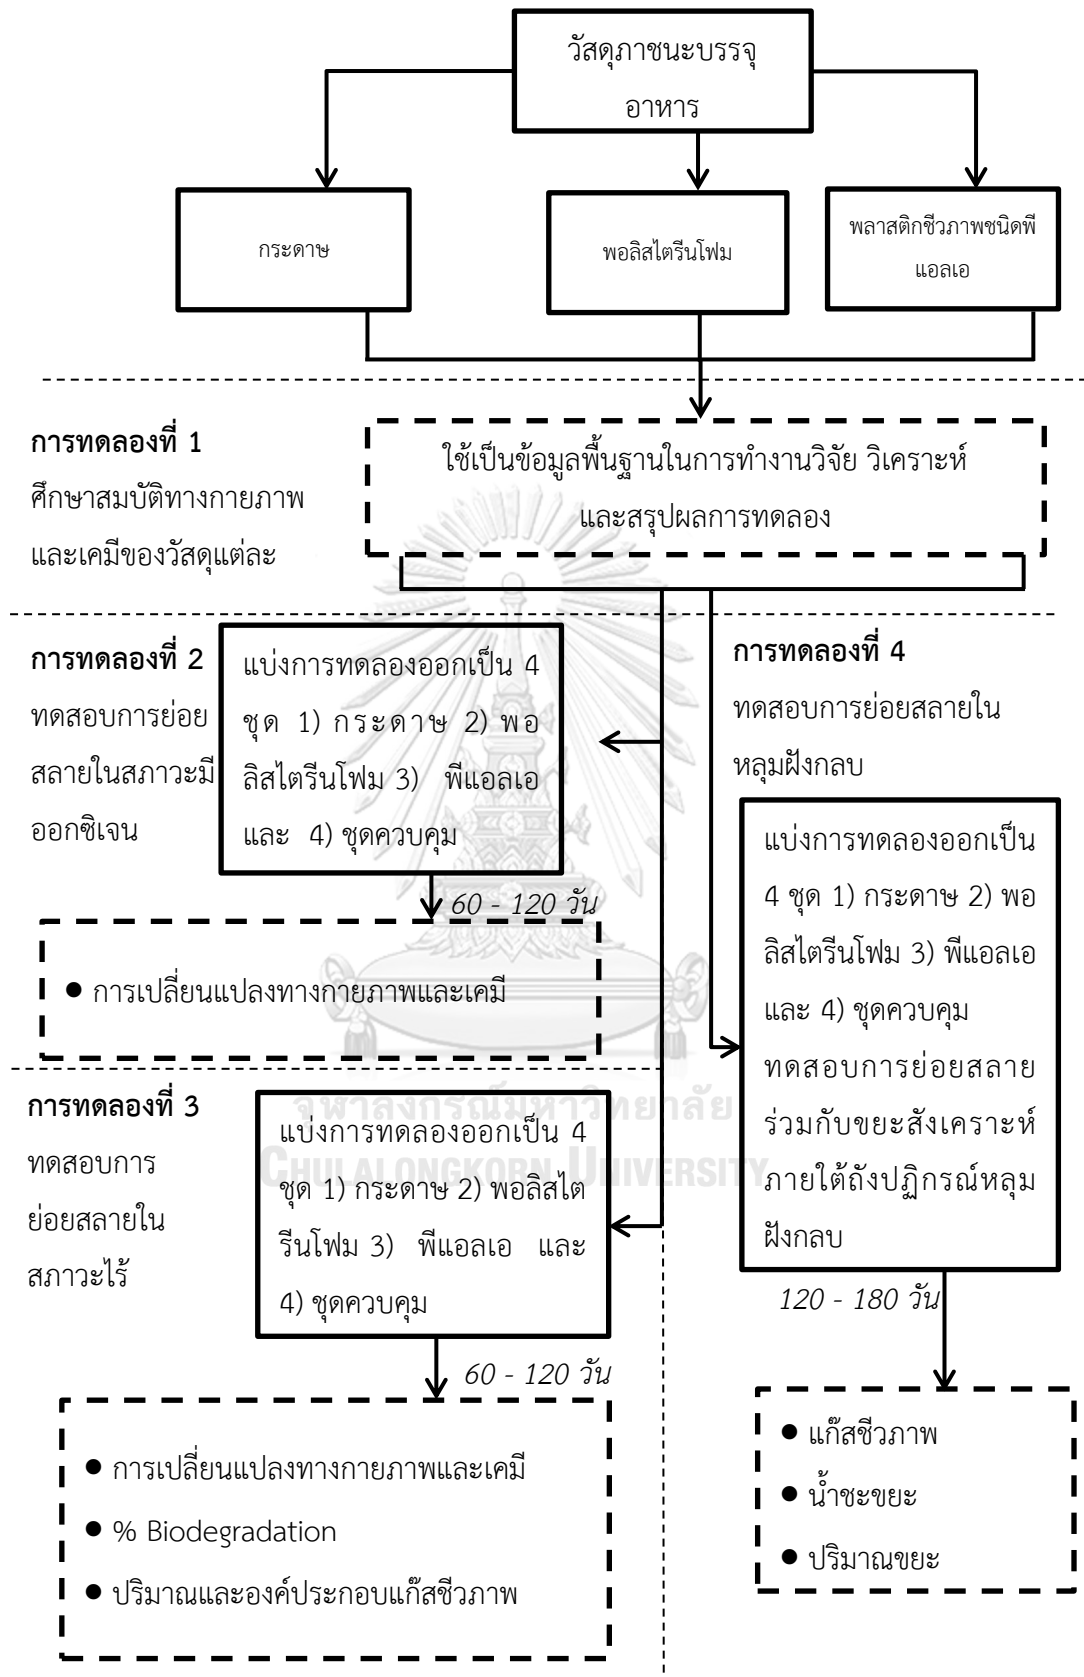 วัสดุภาชนะบรรจุ
อาหาร
กระดาษ
พอลิสไตรีนโฟม
พลาสติกชีวภาพชนิดพี
แอลเอ
การทดลองที่ 1
ศึกษาสมบัติทางกายภาพ
และเคมีของวัสดุแต่ละ
ใช้เป็นข้อมูลพื้นฐานในการทำงานวิจัย วิเคราะห์
และสรุปผลการทดลอง
การทดลองที่ 2
ทดสอบการย่อย
สลายในสภาวะมี
ออกซิเจน
แบ่งการทดลองออกเป็น 4
ชุด 1) กระดาษ 2) พอ
ลิสไตรีนโฟม 3) พีแอลเอ
และ 4) ชุดควบคุม
60 - 120 วัน
● การเปลี่ยนแปลงทางกายภาพและเคมี
การทดลองที่ 3
ทดสอบการ
ย่อยสลายใน
สภาวะไร้
แบ่งการทดลองออกเป็น 4
ชุด 1) กระดาษ 2) พอลิสไต
รีนโฟม 3) พีแอลเอ และ
4) ชุดควบคุม
60 - 120 วัน
● การเปลี่ยนแปลงทางกายภาพและเคมี
● % Biodegradation
● ปริมาณและองค์ประกอบแก๊สชีวภาพ
การทดลองที่ 4
ทดสอบการย่อยสลายใน
หลุมฝังกลบ
แบ่งการทดลองออกเป็น
4 ชุด 1) กระดาษ 2) พอ
ลิสไตรีนโฟม 3) พีแอลเอ
และ 4) ชุดควบคุม
ทดสอบการย่อยสลาย
ร่วมกับขยะสังเคราะห์
ภายใต้ถังปฏิกรณ์หลุม
ฝังกลบ
120 - 180 วัน
● แก๊สชีวภาพ
● น้ำชะขยะ
● ปริมาณขยะ
จุฬาลงกรณ์มหาวิทยาลัย
CHULALONGKORN UNIVERSITY